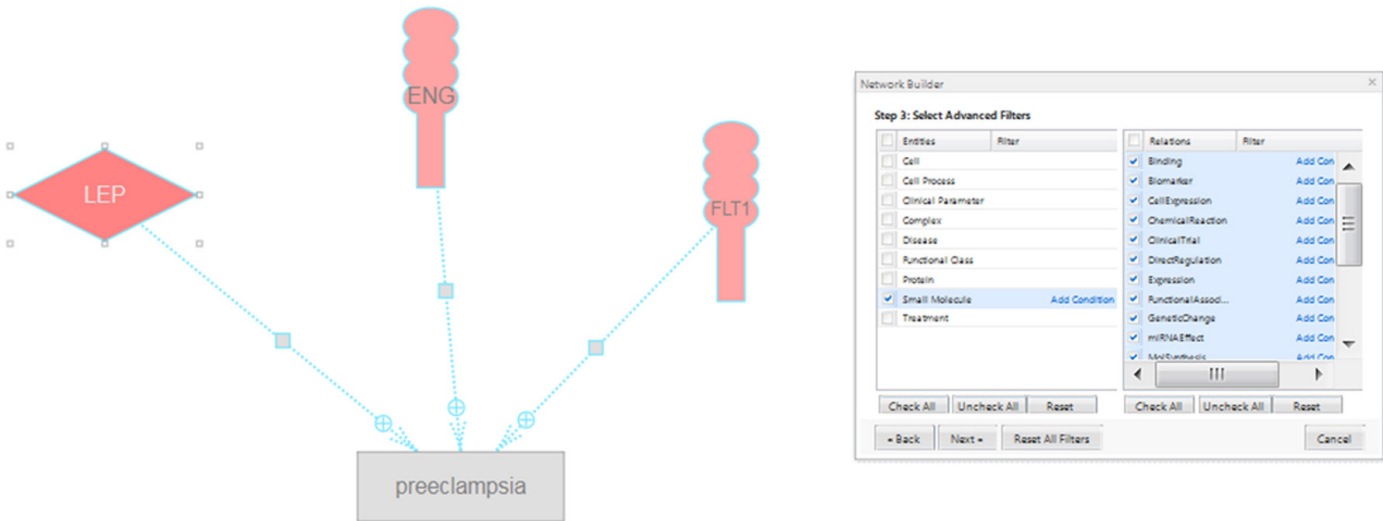 ENG
LEP
FLT1
preeclampsia
Network Builder
×
Step 3: Select Advanced Filters
Entities Filter
Cell
Cell Process
Clinical Parameter
Complex
Disease
Functional Class
Protein
Small Molecule Add Condition
Treatment
Check All Uncheck All Reset
Relations Filter
Binding Add Con
Biomarker Add Con
CellExpression Add Con
ChemicalReaction Add Con
ClinicalTrial Add Con
DirectRegulation Add Con
Expression Add Con
FunctionalAssoci... Add Con
GeneticChange Add Con
miRNAEffect Add Con
MolSynthesis Add Con
Check All Uncheck All Reset
« Back Next » Reset All Filters Cancel